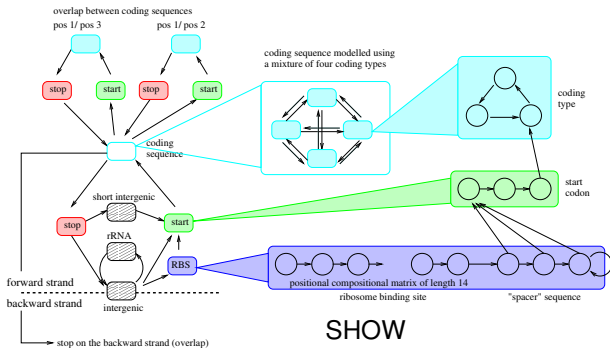 overlap between coding sequences
pos 1/ pos 3
pos 1/ pos 2
stop
start
stop
start
coding sequence modelled using
a mixture of four coding types
coding
type
coding
sequence
start
codon
short intergenic
stop
start
rRNA
RBS
intergenic
forward strand
backward strand
positional compositional matrix of length 14
ribosome binding site
"spacer" sequence
stop on the backward strand (overlap)
SHOW